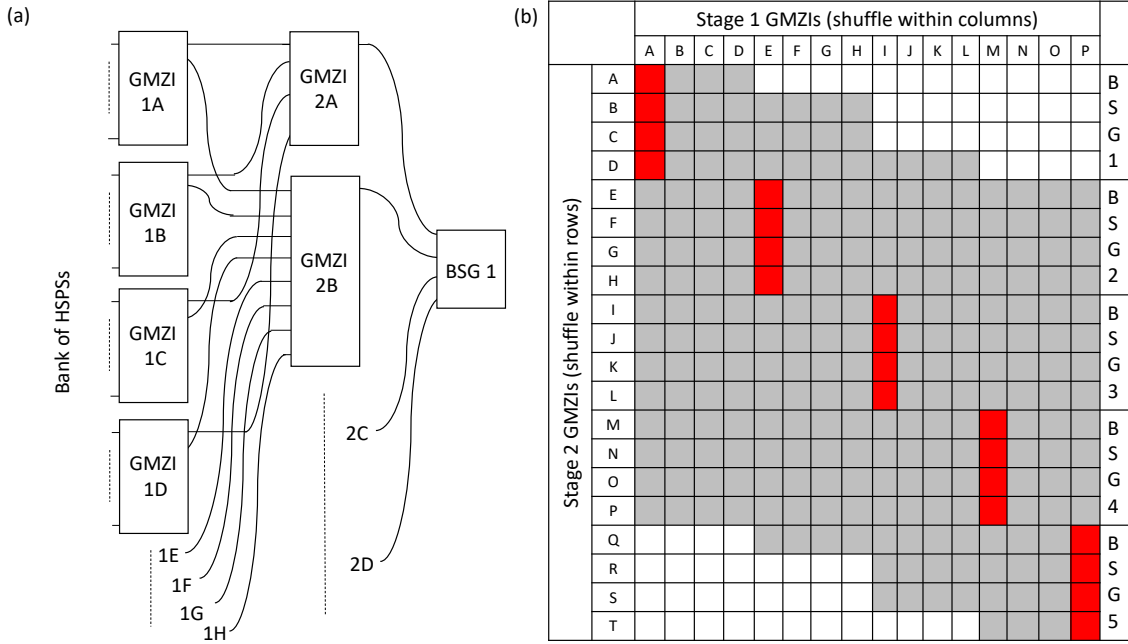 (a)
GMZI
1A
GMZI
1B
GMZI
1C
GMZI
1D
1E
1F
1G
1H
Bank of HSPSs
GMZI
2A
GMZI
2B
2C
2D
BSG 1
(b)
Stage 1 GMZIs (shuffle within columns)
A B C D E F G H I J K L M N O P
Stage 2 GMZIs (shuffle within rows)
A
B
C
D
E
F
G
H
I
J
K
L
M
N
O
P
Q
R
S
T
B
S
G
1
B
S
G
2
B
S
G
3
B
S
G
4
B
S
G
5